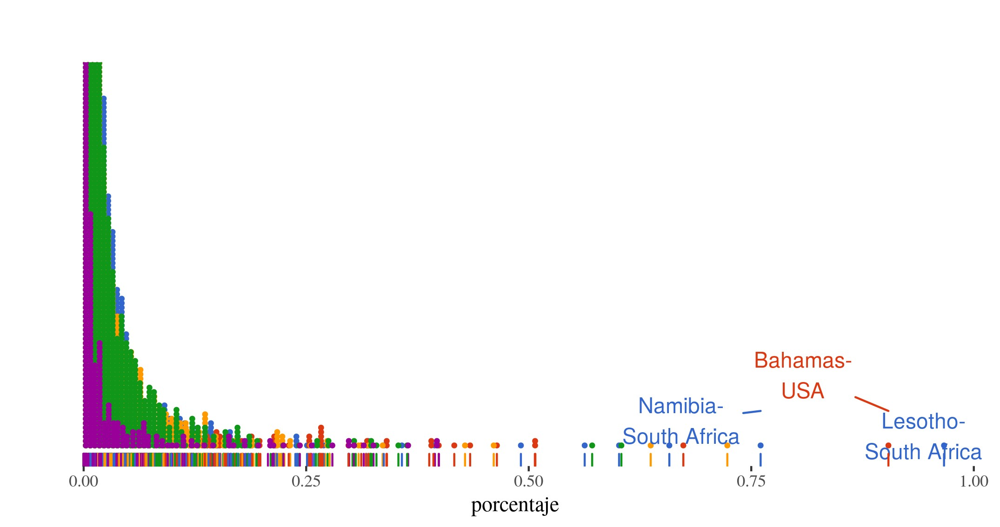 Bahamas-
USA
Namibia-
South Africa
Lesotho-
South Africa
0.00 0.25 0.50 0.75 1.00
porcentaje